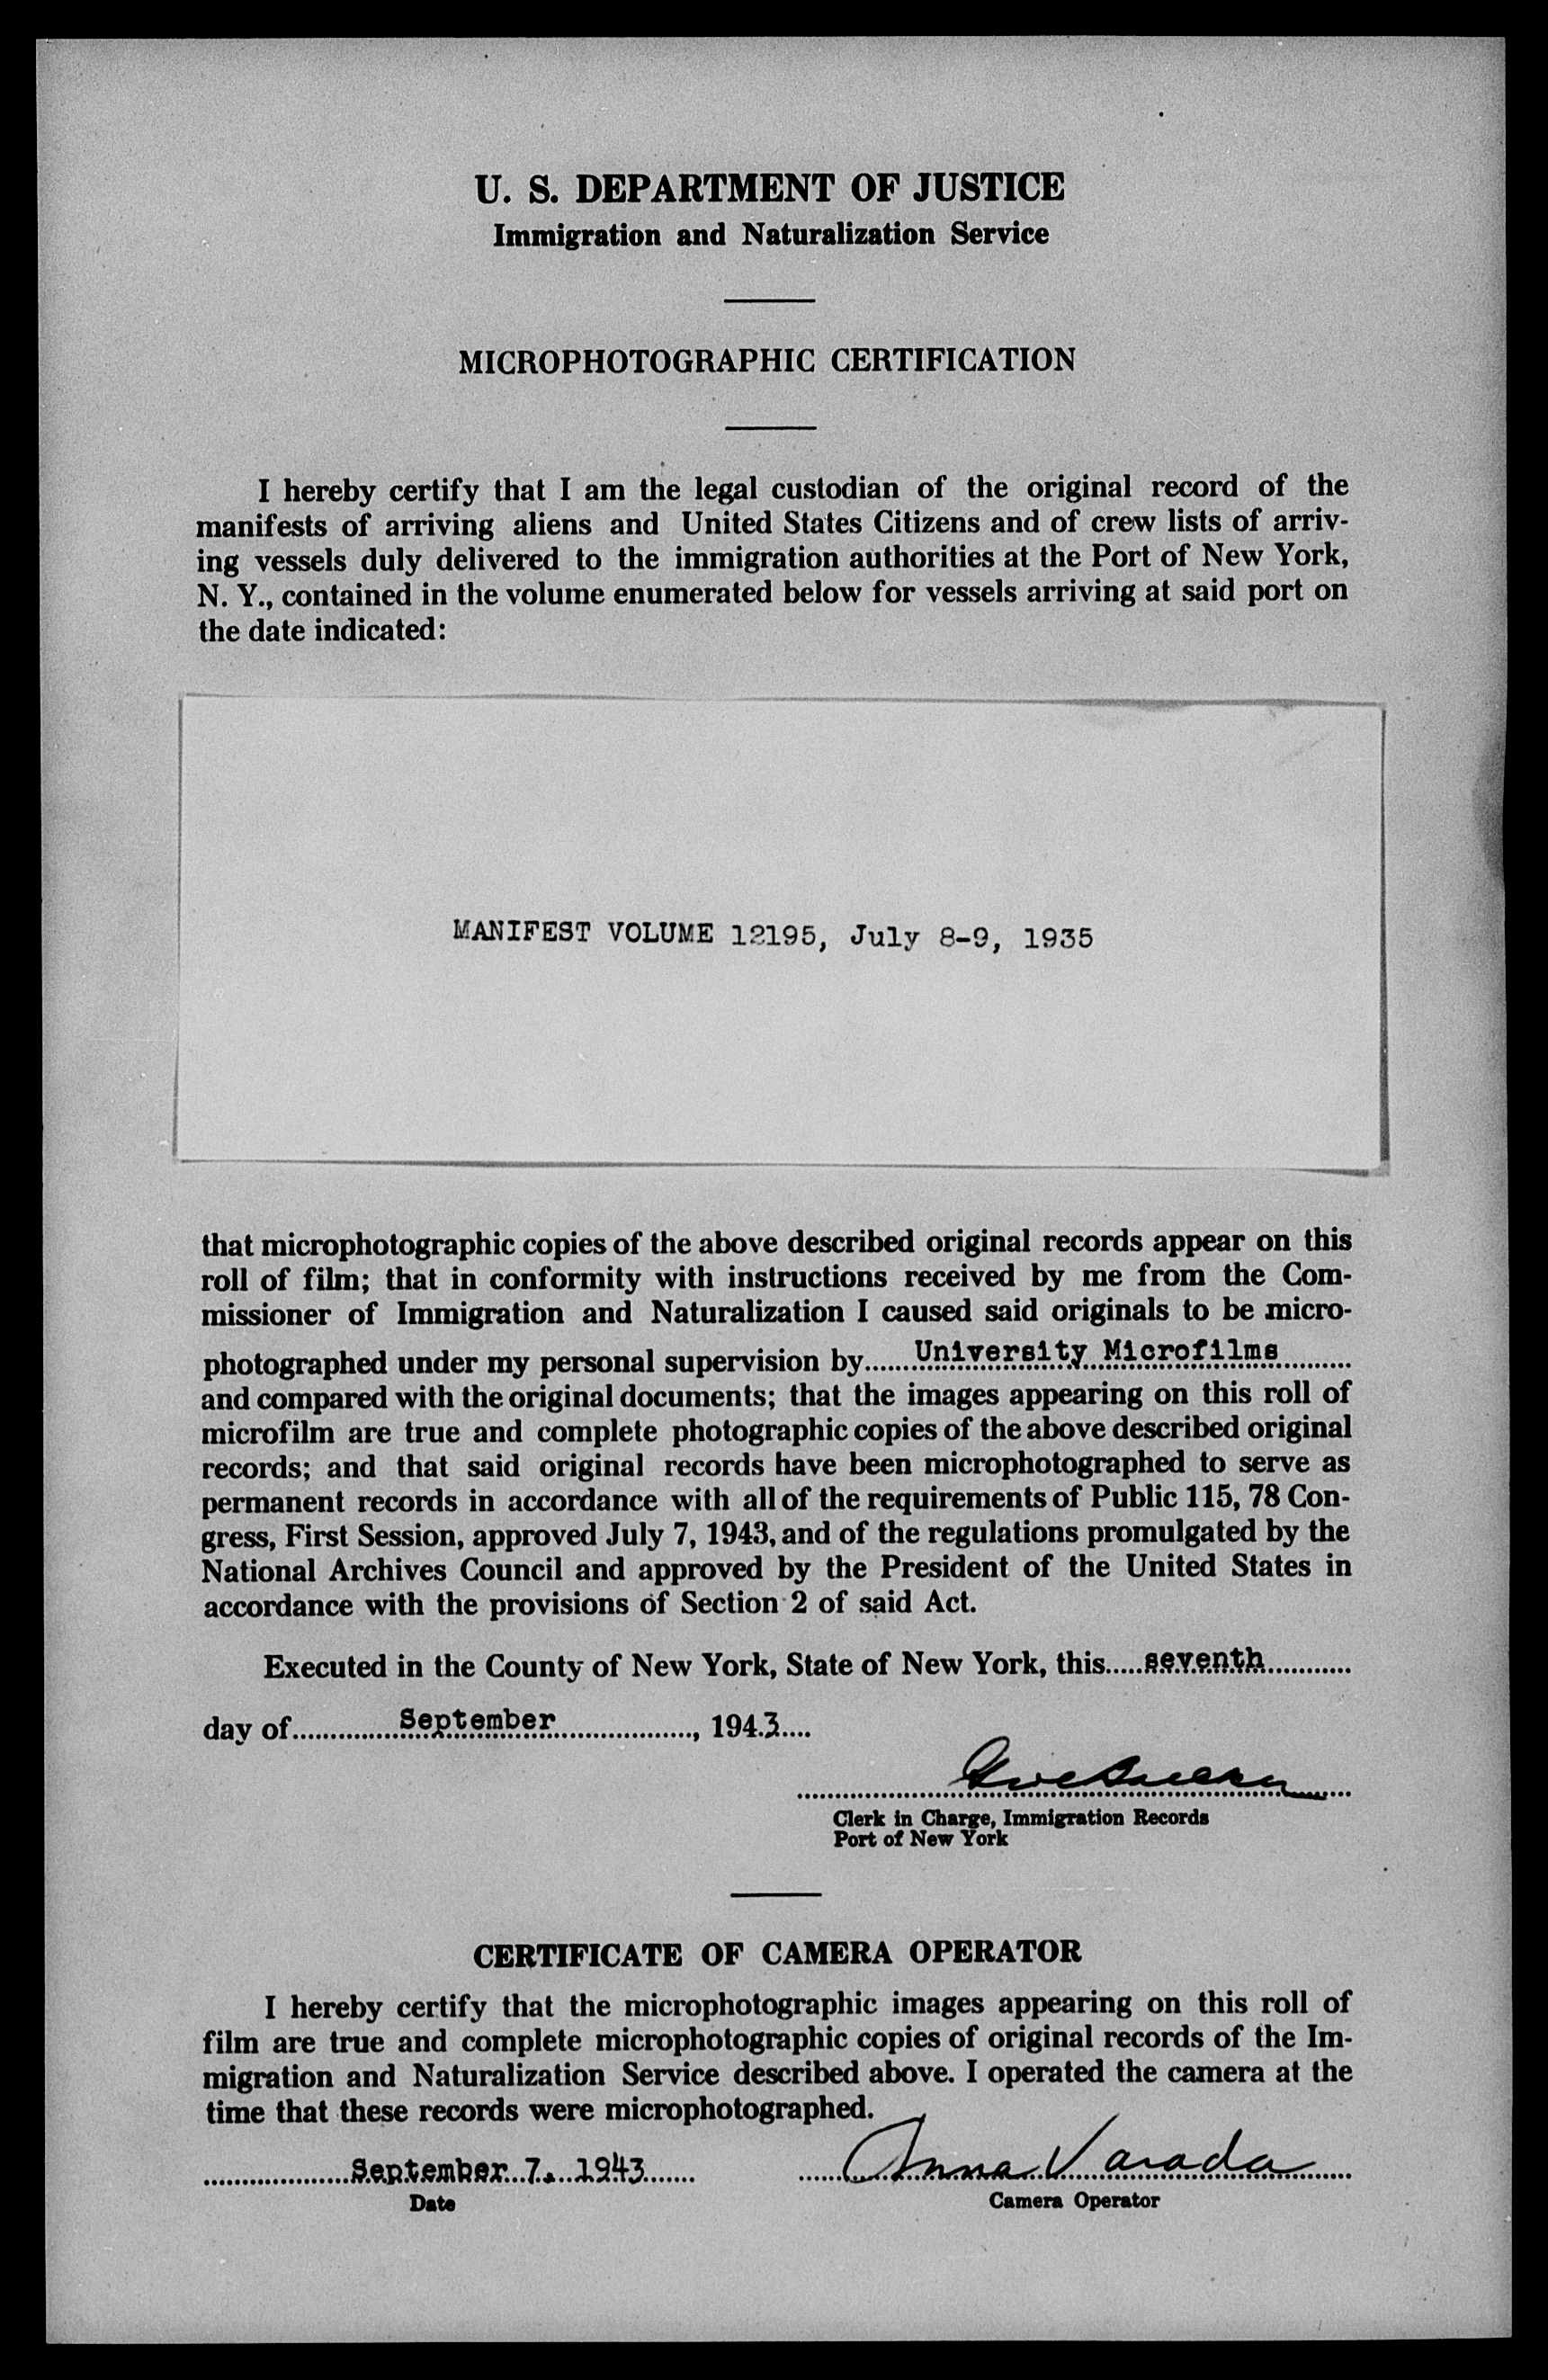 U. S. DEPARTMENT OF JUSTICE
Immigration and Naturalization Service
MICROPHOTOGRAPHIC CERTIFICATION
I hereby certify that I am the legal custodian of the original record of the
manifests of arriving aliens and United States Citizens and of crew lists of arriv-
ing vessels duly delivered to the immigration authorities at the Port of New York,
N. Y., contained in the volume enumerated below for vessels arriving at said port on
the date indicated:
MANIFEST VOLUME 12195, July 8-9, 1935
that microphotographic copies of the above described original records appear on this
roll of film; that in conformity with instructions received by me from the Com-
missioner of Immigration and Naturalization I caused said originals to be micro-
photographed under my personal supervision by......University Microfilms..........
and compared with the original documents; that the images appearing on this roll of
microfilm are true and complete photographic copies of the above described original
records; and that said original records have been microphotographed to serve as
permanent records in accordance with all of the requirements of Public 115, 78 Con-
gress, First Session, approved July 7, 1943, and of the regulations promulgated by the
National Archives Council and approved by the President of the United States in
accordance with the provisions of Section 2 of said Act.
Executed in the County of New York, State of New York, this.....seventh............
day of..............September.................., 194.3....
Clerk in Charge, Immigration Records
Port of New York
CERTIFICATE OF CAMERA OPERATOR
I hereby certify that the microphotographic images appearing on this roll of
film are true and complete microphotographic copies of original records of the Im-
migration and Naturalization Service described above. I operated the camera at the
time that these records were microphotographed.
...................September 7, 1943....... ......Anna Varada.....
Date Camera Operator